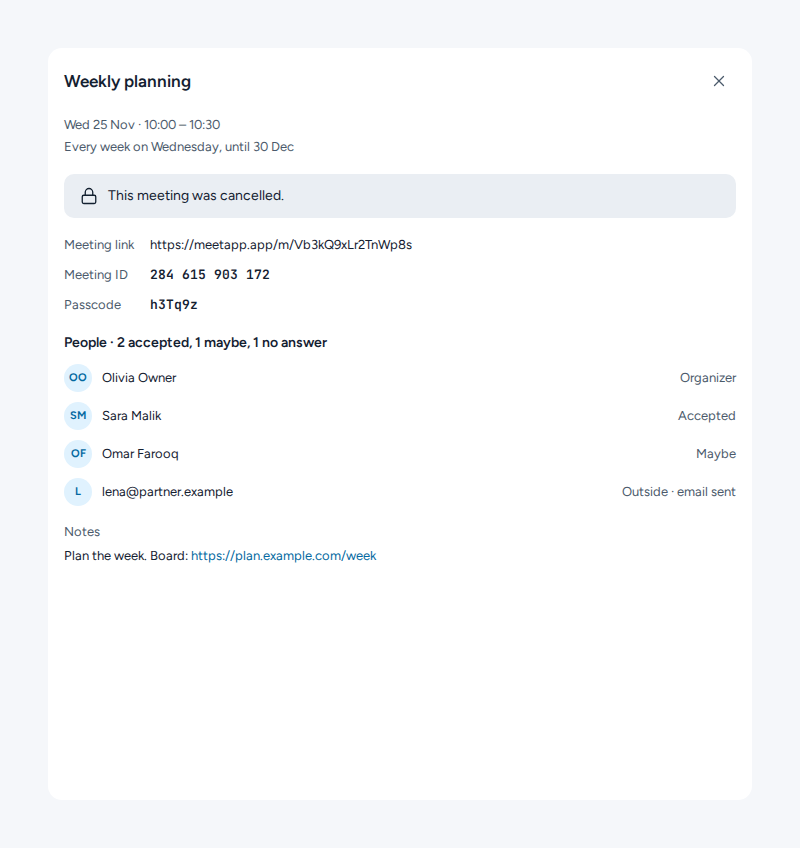 Weekly planning
Wed 25 Nov · 10:00 – 10:30
Every week on Wednesday, until 30 Dec
This meeting was cancelled.
Meeting link https://meetapp.app/m/Vb3kQ9xLr2TnWp8s
Meeting ID 284 615 903 172
Passcode h3Tq9z
People · 2 accepted, 1 maybe, 1 no answer
OO Olivia Owner Organizer
SM Sara Malik Accepted
OF Omar Farooq Maybe
L lena@partner.example Outside · email sent
Notes
Plan the week. Board: https://plan.example.com/week